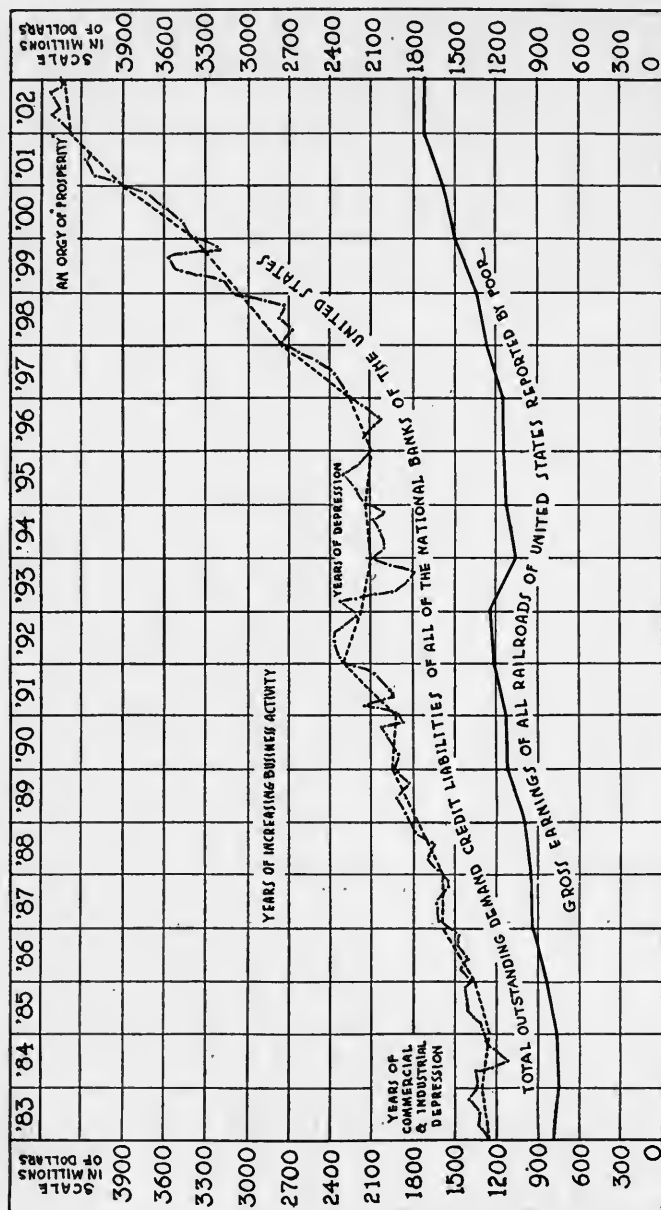 SCALE
IN MILLIONS
OF DOLLARS
'83 '84 '85 '86 '87 '88 '89 '90 '91 '92 '93 '94 '95 '96 '97 '98 '99 '00 '01 '02
SCALE
IN MILLIONS
OF DOLLARS
3900
3600
3300
3000
2700
2400
2100
1800
1500
1200
900
600
300
0
AN ORGY OF PROSPERITY
YEARS OF INCREASING BUSINESS ACTIVITY
YEARS OF DEPRESSION
YEARS OF
COMMERCIAL
& INDUSTRIAL
DEPRESSION
TOTAL OUTSTANDING DEMAND CREDIT LIABILITIES OF ALL OF THE NATIONAL BANKS OF THE UNITED STATES
GROSS EARNINGS OF ALL RAILROADS OF UNITED STATES REPORTED BY POOR
3900
3600
3300
3000
2700
2400
2100
1800
1500
1200
900
600
300
0